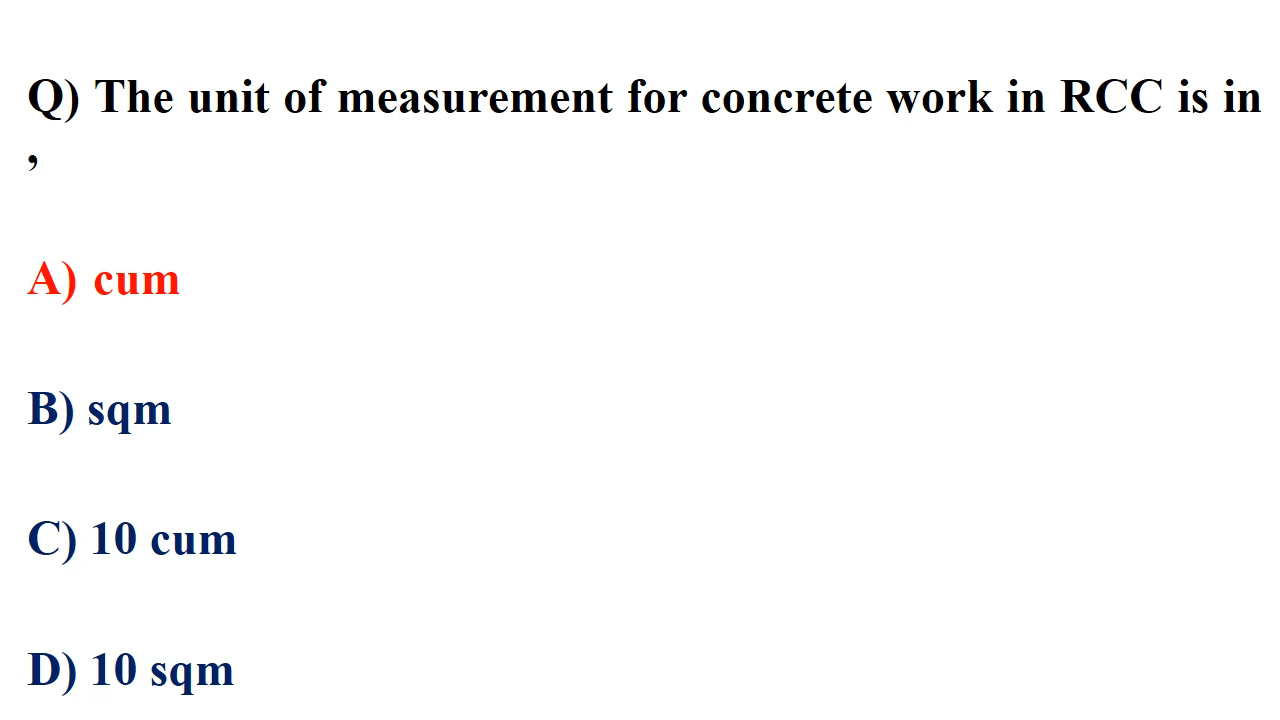 Q) The unit of measurement for concrete work in RCC is in
,
A) cum
B) sqm
C) 10 cum
D) 10 sqm